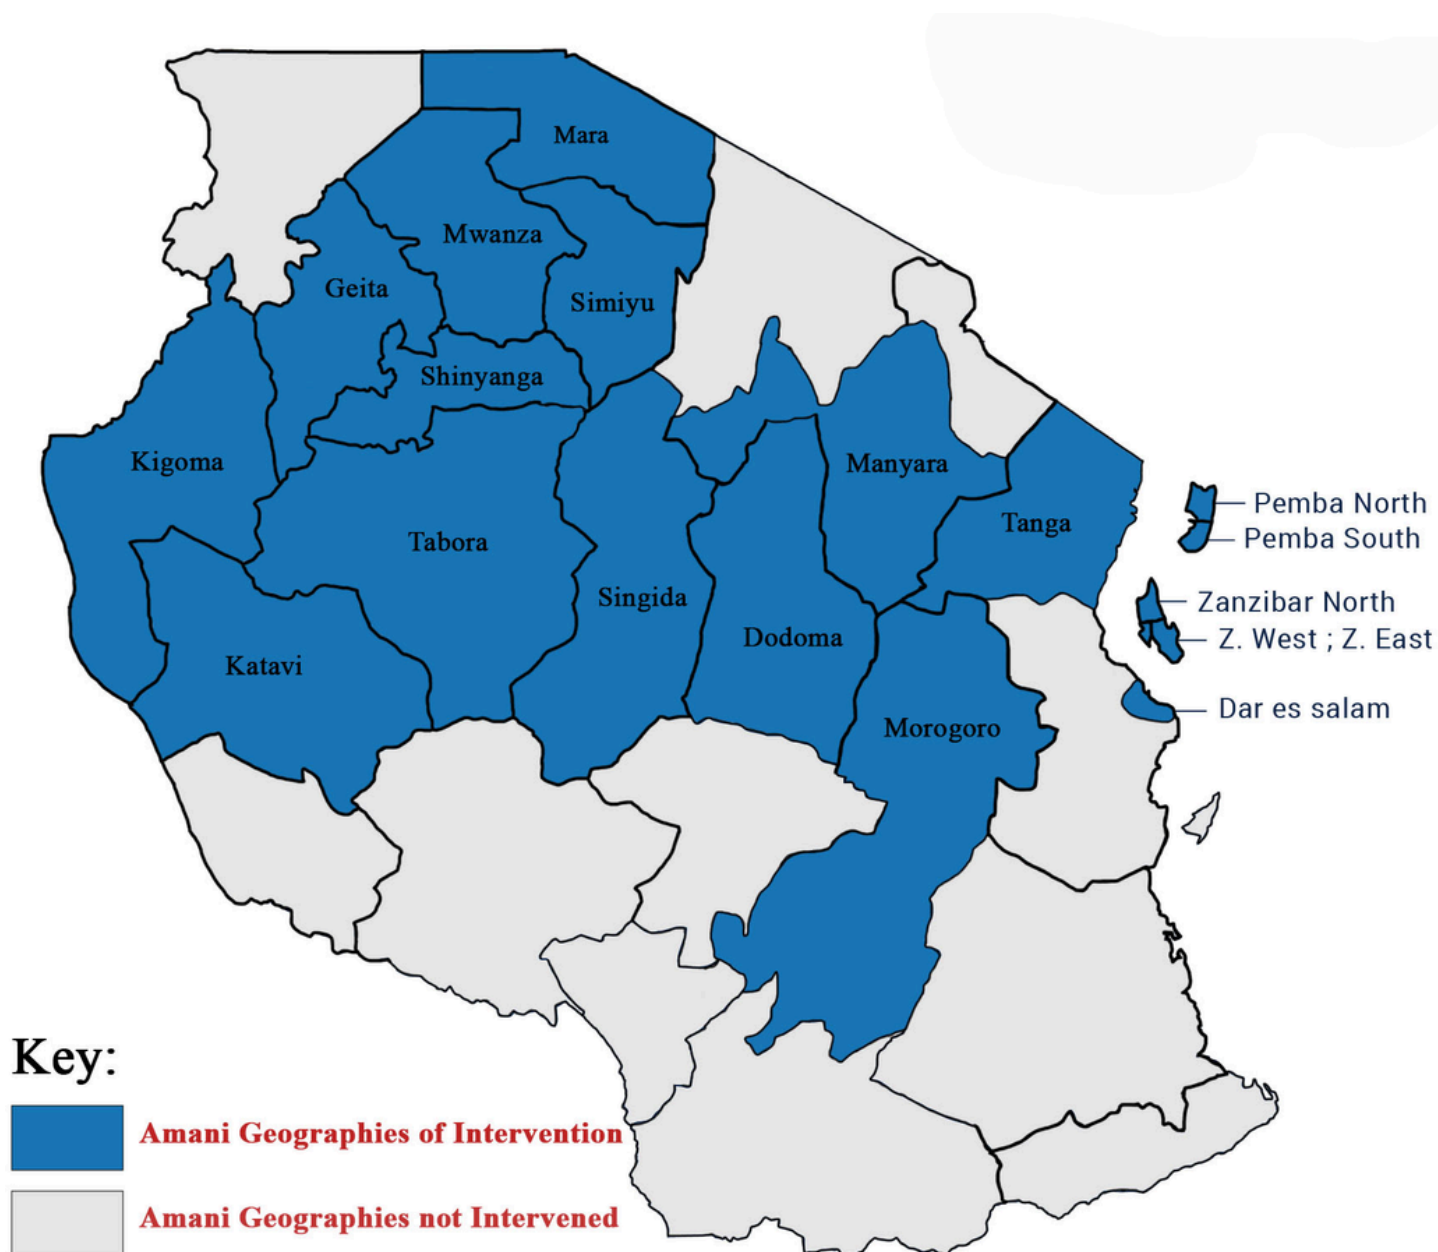 Mara
Mwanza
Geita
Simiyu
Shinyanga
Kigoma
Manyara
Pemba North
Tanga
Pemba South
Tabora
Singida
Zanzibar North
Dodoma
Z. West ; Z. East
Katavi
Dar es salam
Morogoro
Key:
Amani Geographies of Intervention
Amani Geographies not Intervened